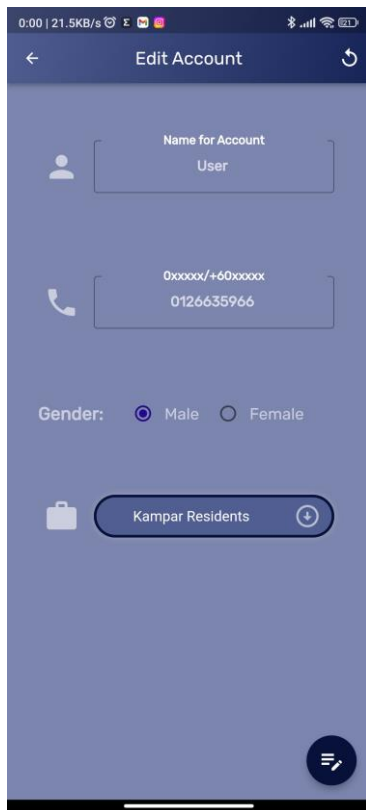 0:00 | 21.5KB/s
Edit Account
Name for Account
User
0xxxxx/+60xxxxx
0126635966
Gender: Male Female
Kampar Residents